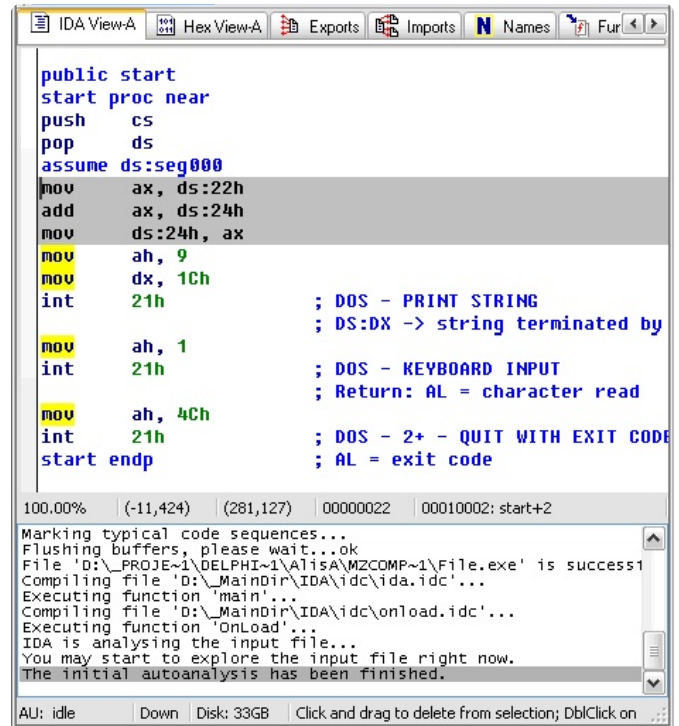 IDA View-A Hex View-A Exports Imports N Names Fur
public start
start proc near
push cs
pop ds
assume ds:seg000
mov ax, ds:22h
add ax, ds:24h
mov ds:24h, ax
mov ah, 9
mov dx, 1Ch
int 21h ; DOS - PRINT STRING
; DS:DX -> string terminated by
mov ah, 1
int 21h ; DOS - KEYBOARD INPUT
; Return: AL = character read
mov ah, 4Ch
int 21h ; DOS - 2+ - QUIT WITH EXIT CODE
start endp ; AL = exit code
100.00% (-11,424) (281,127) 00000022 00010002: start+2
Marking typical code sequences...
Flushing buffers, please wait...ok
File 'D:\_PROJE~1\DELPHI~1\AlisA\MZCOMP~1\File.exe' is
Compiling file 'D:\_MainDir\IDA\idc\ida.idc'...
Executing function 'main'...
Compiling file 'D:\_MainDir\IDA\idc\onload.idc'...
Executing function 'OnLoad'...
IDA is analysing the input file...
You may start to explore the input file right now.
The initial autoanalysis has been finished.
AU: idle Down Disk: 33GB Click and drag to delete from selection; DblClick on